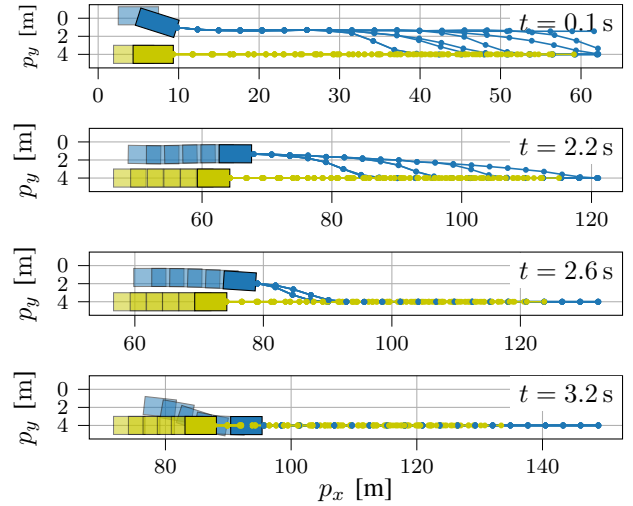 p_y [m]
0
2
4
t = 0.1 s
0 10 20 30 40 50 60
p_y [m]
0
2
4
t = 2.2 s
60 80 100 120
p_y [m]
0
2
4
t = 2.6 s
60 80 100 120
p_y [m]
0
2
4
t = 3.2 s
80 100 120 140
p_x [m]